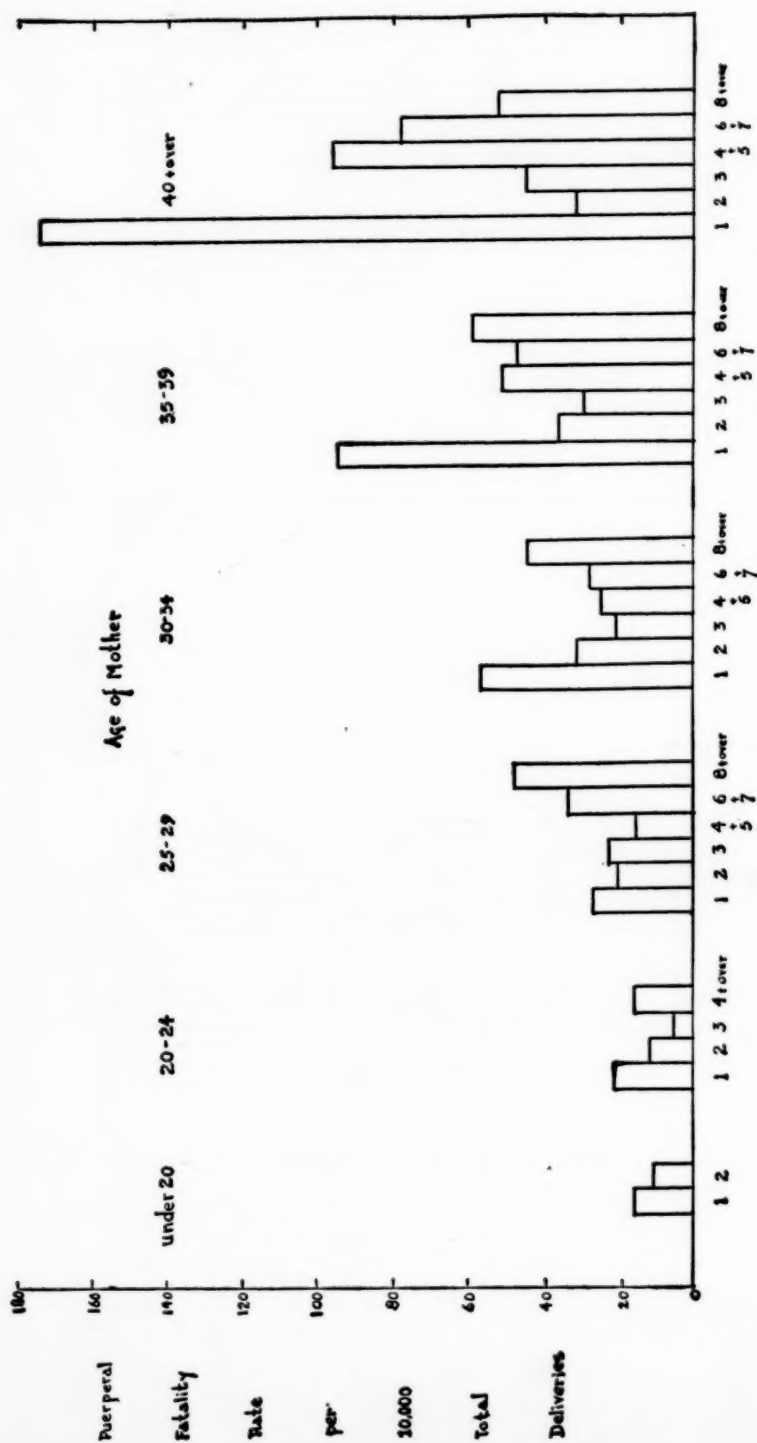 Puerperal
Fatality
Rate
per
10,000
Total
Deliveries
Age of Mother
under 20
20-24
25-29
30-34
35-39
40 + over
180
160
140
120
100
80
60
40
20
0
1 2
1 2 3 4 + over
1 2 3 4 + 5 6 + 7 8 + over
1 2 3 4 + 5 6 + 7 8 + over
1 2 3 4 + 5 6 + 7 8 + over
1 2 3 4 + 5 6 + 7 8 + over